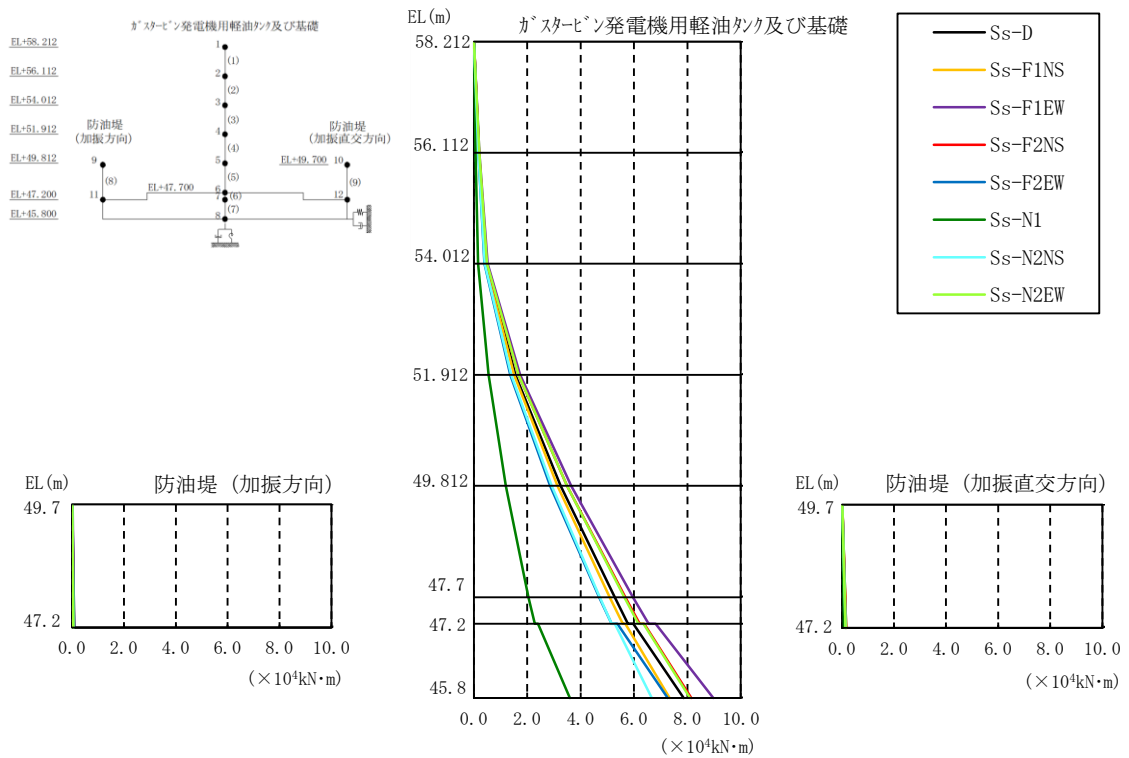 ｶﾞｽﾀｰﾋﾞﾝ発電機用軽油ﾀﾝｸ及び基礎
EL+58.212
EL+56.112
EL+54.012
EL+51.912
EL+49.812
EL+47.200
EL+45.800
1
(1)
2
(2)
3
(3)
4
(4)
5
(5)
6
(6)
7
(7)
8
防油堤
(加振方向)
9
(8)
11
EL+47.700
防油堤
(加振直交方向)
EL+49.700
10
(9)
12
EL(m)
ｶﾞｽﾀｰﾋﾞﾝ発電機用軽油ﾀﾝｸ及び基礎
58.212
56.112
54.012
51.912
49.812
47.7
47.2
45.8
0.0 2.0 4.0 6.0 8.0 10.0
(×10⁴kN・m)
Ss-D
Ss-F1NS
Ss-F1EW
Ss-F2NS
Ss-F2EW
Ss-N1
Ss-N2NS
Ss-N2EW
EL(m)
防油堤 (加振方向)
49.7
47.2
0.0 2.0 4.0 6.0 8.0 10.0
(×10⁴kN・m)
EL(m)
防油堤 (加振直交方向)
49.7
47.2
0.0 2.0 4.0 6.0 8.0 10.0
(×10⁴kN・m)